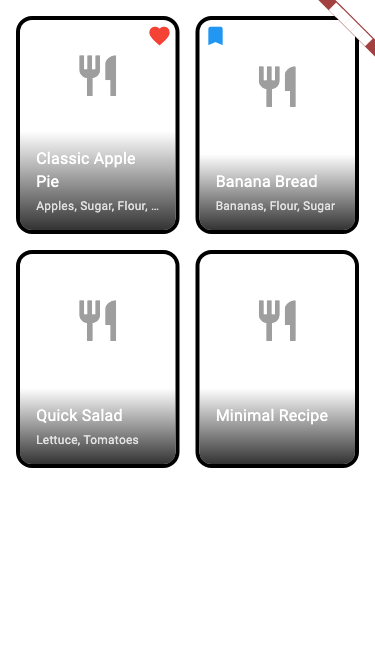 Classic Apple
Pie
Apples, Sugar, Flour, ...
Banana Bread
Bananas, Flour, Sugar
Quick Salad
Lettuce, Tomatoes
Minimal Recipe